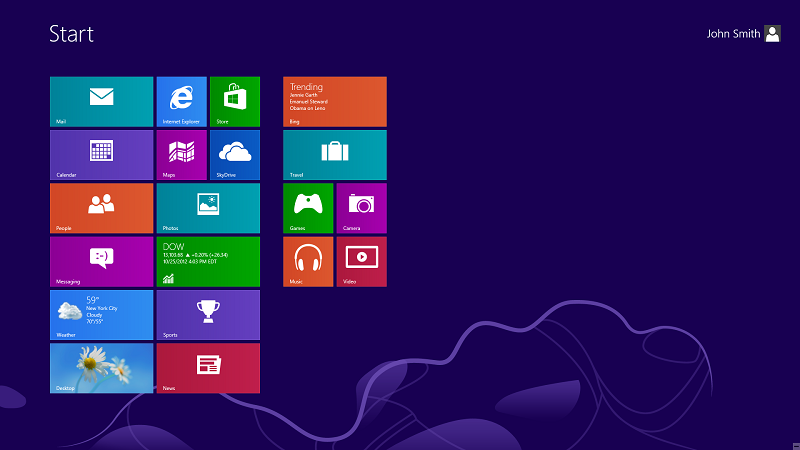 Start
John Smith
Mail
Internet Explorer
Store
Calendar
Maps
SkyDrive
People
Photos
Messaging
:-)
DOW
13,103.68 ▲ +0.20% (+26.34)
10/25/2012 4:03 PM EDT
59°
New York City
Cloudy
70°/55°
Weather
Sports
Desktop
News
Trending
Jennie Garth
Emanuel Steward
Obama on Leno
Bing
Travel
Games
Camera
Music
Video